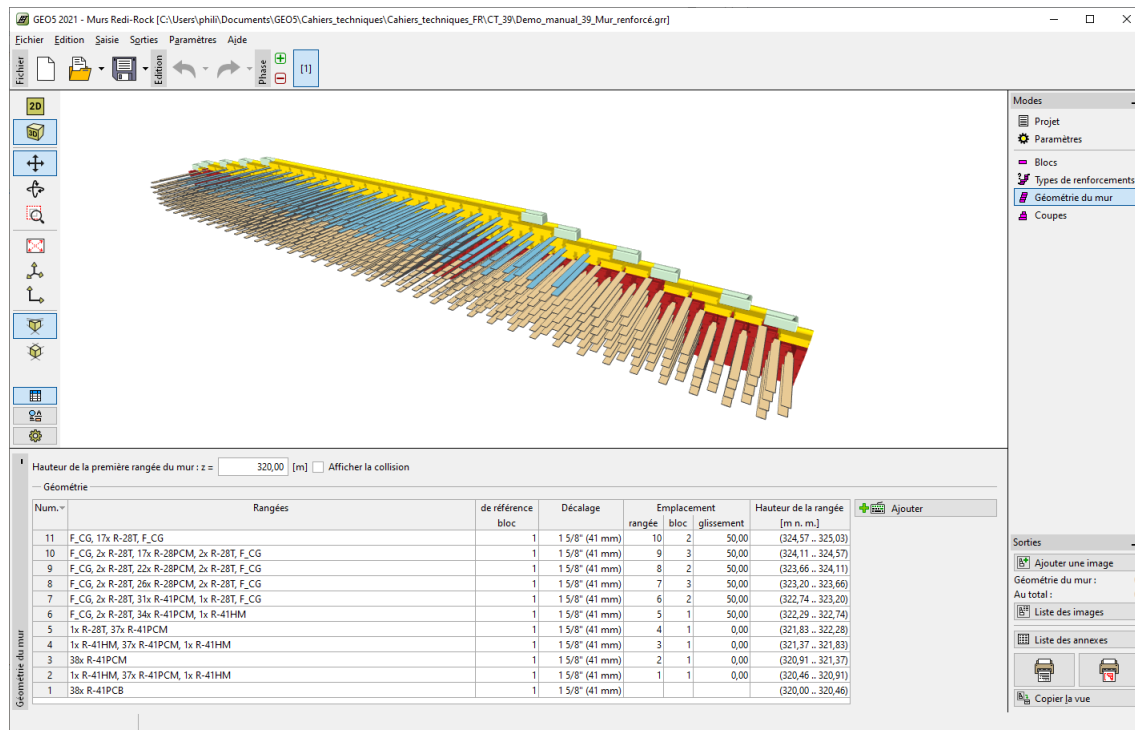 GEO5 2021 - Murs Redi-Rock [C:\Users\phili\Documents\GEO5\Cahiers_techniques\Cahiers_techniques_FR\CT_39\Demo_manual_39_Mur_renforcé.grr]
Fichier Edition Saisie Sorties Paramètres Aide
Fichier
Edition
Phase
[1]
2D
3D
Modes
Projet
Paramètres
Blocs
Types de renforcements
Géométrie du mur
Coupes
Hauteur de la première rangée du mur : z = 320,00 [m] Afficher la collision
Géométrie
Num. Rangées de référence Décalage Emplacement Hauteur de la rangée
bloc rangée bloc glissement [m n. m.]
11 F_CG, 17x R-28T, F_CG 1 1 5/8" (41 mm) 10 2 50,00 (324,57 .. 325,03)
10 F_CG, 2x R-28T, 17x R-28PCM, 2x R-28T, F_CG 1 1 5/8" (41 mm) 9 3 50,00 (324,11 .. 324,57)
9 F_CG, 2x R-28T, 22x R-28PCM, 2x R-28T, F_CG 1 1 5/8" (41 mm) 8 2 50,00 (323,66 .. 324,11)
8 F_CG, 2x R-28T, 26x R-28PCM, 2x R-28T, F_CG 1 1 5/8" (41 mm) 7 3 50,00 (323,20 .. 323,66)
7 F_CG, 2x R-28T, 31x R-41PCM, 1x R-28T, F_CG 1 1 5/8" (41 mm) 6 2 50,00 (322,74 .. 323,20)
6 F_CG, 2x R-28T, 34x R-41PCM, 1x R-41HM 1 1 5/8" (41 mm) 5 1 50,00 (322,29 .. 322,74)
5 1x R-28T, 37x R-41PCM 1 1 5/8" (41 mm) 4 1 0,00 (321,83 .. 322,28)
4 1x R-41HM, 37x R-41PCM, 1x R-41HM 1 1 5/8" (41 mm) 3 1 0,00 (321,37 .. 321,83)
3 38x R-41PCM 1 1 5/8" (41 mm) 2 1 0,00 (320,91 .. 321,37)
2 1x R-41HM, 37x R-41PCM, 1x R-41HM 1 1 5/8" (41 mm) 1 1 0,00 (320,46 .. 320,91)
1 38x R-41PCB 1 1 5/8" (41 mm) (320,00 .. 320,46)
Ajouter
Géométrie du mur
Sorties
Ajouter une image
Géométrie du mur :
Au total :
Liste des images
Liste des annexes
Copier la vue